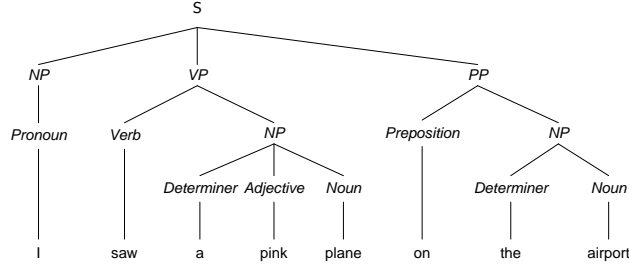 S
NP VP PP
Pronoun Verb NP Preposition NP
Determiner Adjective Noun Determiner Noun
I saw a pink plane on the airport